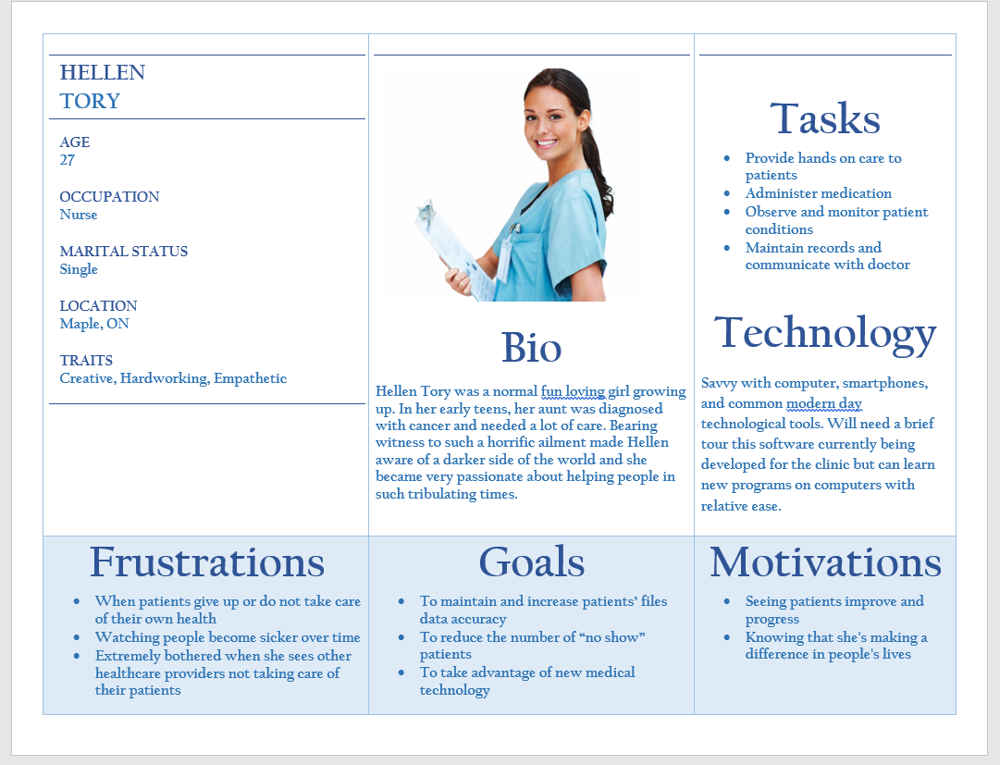 HELLEN
TORY
AGE
27
OCCUPATION
Nurse
MARITAL STATUS
Single
LOCATION
Maple, ON
TRAITS
Creative, Hardworking, Empathetic
Bio
Hellen Tory was a normal fun loving girl growing
up. In her early teens, her aunt was diagnosed
with cancer and needed a lot of care. Bearing
witness to such a horrific ailment made Hellen
aware of a darker side of the world and she
became very passionate about helping people in
such tribulating times.
Tasks
• Provide hands on care to
patients
• Administer medication
• Observe and monitor patient
conditions
• Maintain records and
communicate with doctor
Technology
Savvy with computer, smartphones,
and common modern day
technological tools. Will need a brief
tour this software currently being
developed for the clinic but can learn
new programs on computers with
relative ease.
Frustrations
• When patients give up or do not take care
of their own health
• Watching people become sicker over time
• Extremely bothered when she sees other
healthcare providers not taking care of
their patients
Goals
• To maintain and increase patients’ files
data accuracy
• To reduce the number of “no show”
patients
• To take advantage of new medical
technology
Motivations
• Seeing patients improve and
progress
• Knowing that she's making a
difference in people's lives